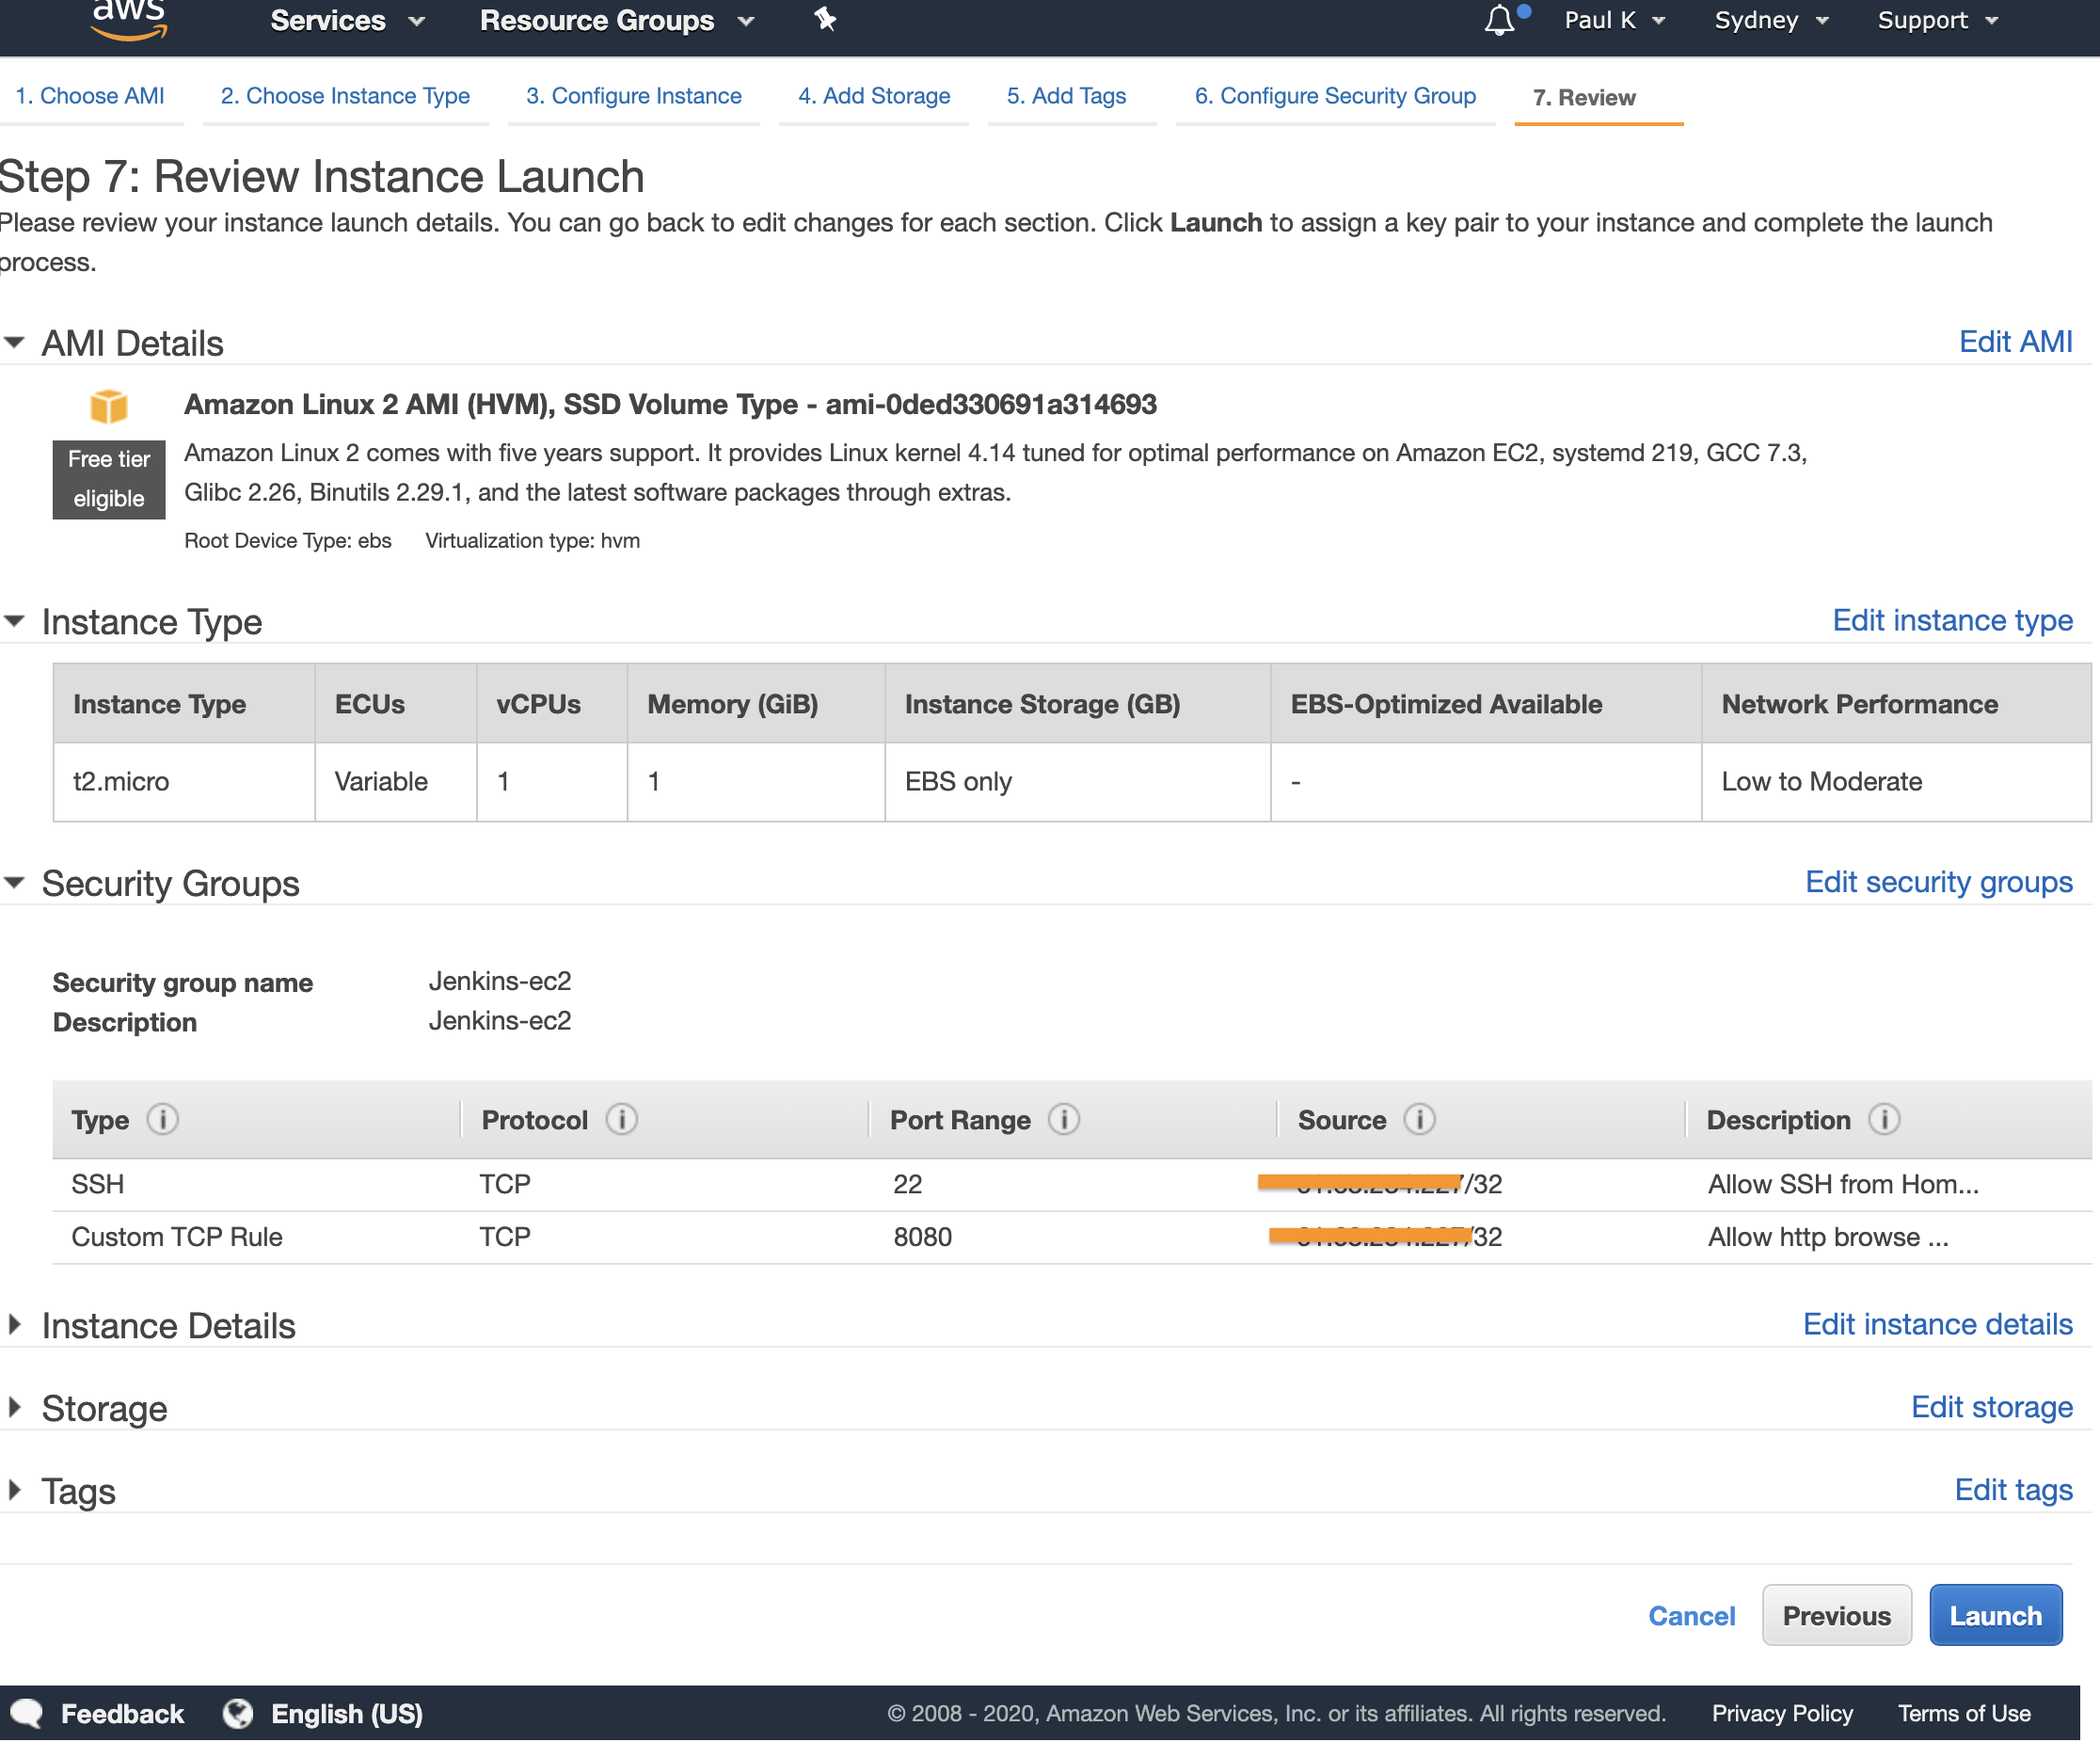 aws Services Resource Groups Paul K Sydney Support
1. Choose AMI 2. Choose Instance Type 3. Configure Instance 4. Add Storage 5. Add Tags 6. Configure Security Group 7. Review
Step 7: Review Instance Launch
Please review your instance launch details. You can go back to edit changes for each section. Click Launch to assign a key pair to your instance and complete the launch
process.
AMI Details Edit AMI
Amazon Linux 2 AMI (HVM), SSD Volume Type - ami-0ded330691a314693
Free tier
eligible
Amazon Linux 2 comes with five years support. It provides Linux kernel 4.14 tuned for optimal performance on Amazon EC2, systemd 219, GCC 7.3,
Glibc 2.26, Binutils 2.29.1, and the latest software packages through extras.
Root Device Type: ebs Virtualization type: hvm
Instance Type Edit instance type
Instance Type ECUs vCPUs Memory (GiB) Instance Storage (GB) EBS-Optimized Available Network Performance
t2.micro Variable 1 1 EBS only - Low to Moderate
Security Groups Edit security groups
Security group name Jenkins-ec2
Description Jenkins-ec2
Type Protocol Port Range Source Description
SSH TCP 22 /32 Allow SSH from Hom...
Custom TCP Rule TCP 8080 /32 Allow http browse ...
Instance Details Edit instance details
Storage Edit storage
Tags Edit tags
Cancel Previous Launch
Feedback English (US) © 2008 - 2020, Amazon Web Services, Inc. or its affiliates. All rights reserved. Privacy Policy Terms of Use